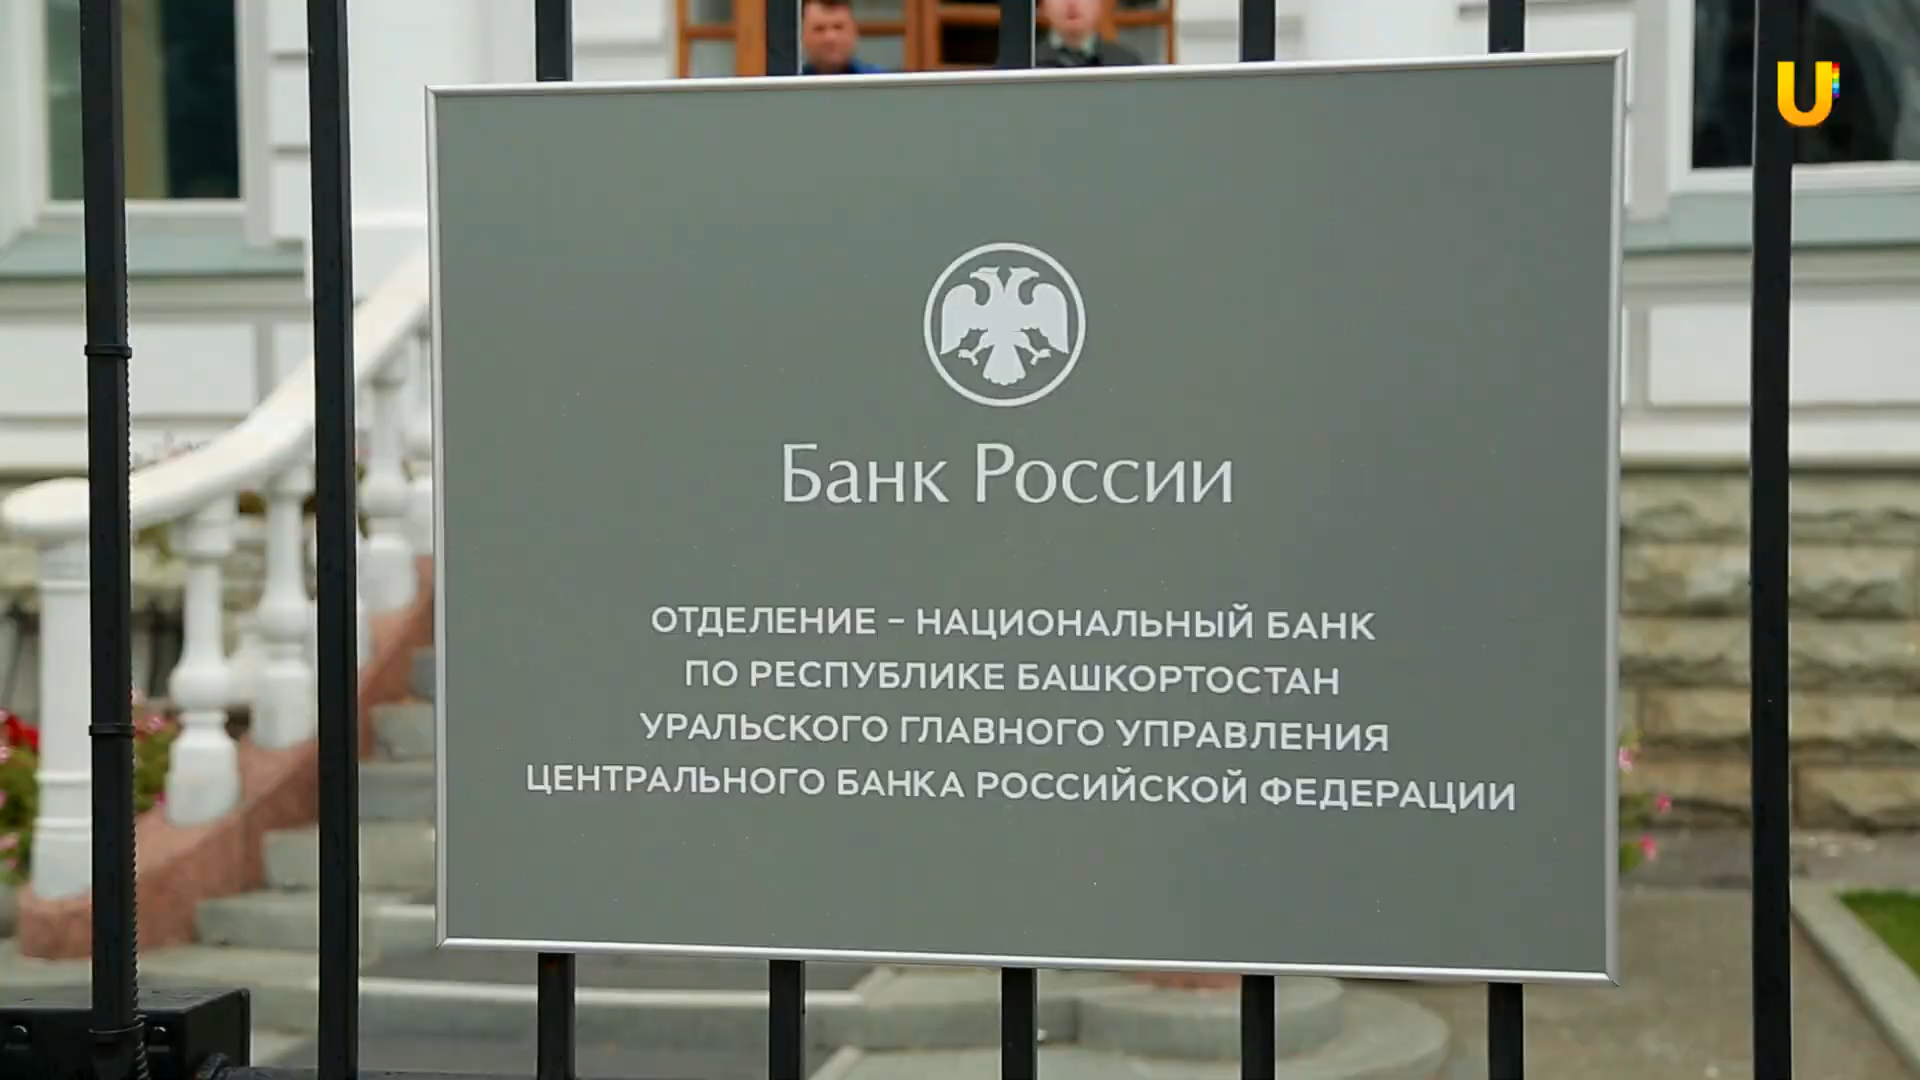 U
Банк России
ОТДЕЛЕНИЕ – НАЦИОНАЛЬНЫЙ БАНК
ПО РЕСПУБЛИКЕ БАШКОРТОСТАН
УРАЛЬСКОГО ГЛАВНОГО УПРАВЛЕНИЯ
ЦЕНТРАЛЬНОГО БАНКА РОССИЙСКОЙ ФЕДЕРАЦИИ